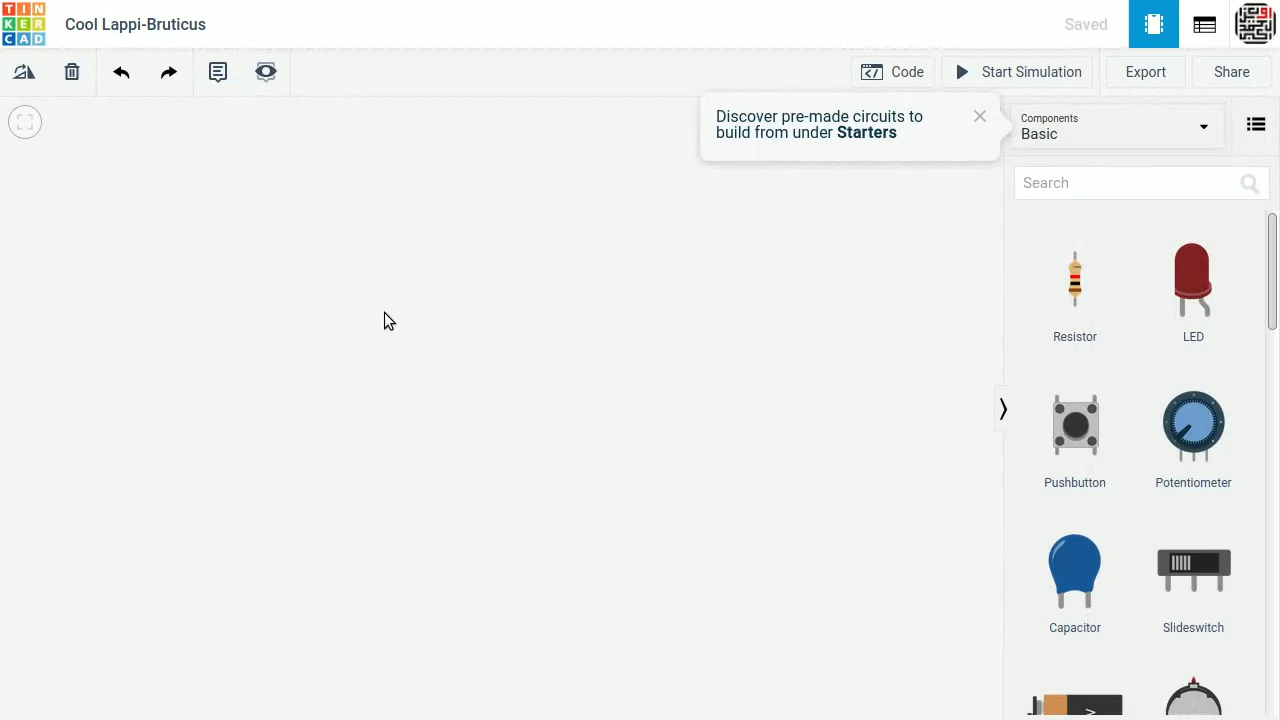 TIN
KER
CAD
Cool Lappi-Bruticus
Saved
Code
Start Simulation
Export
Share
Discover pre-made circuits to
build from under Starters
Components
Basic
Search
Resistor
LED
Pushbutton
Potentiometer
Capacitor
Slideswitch